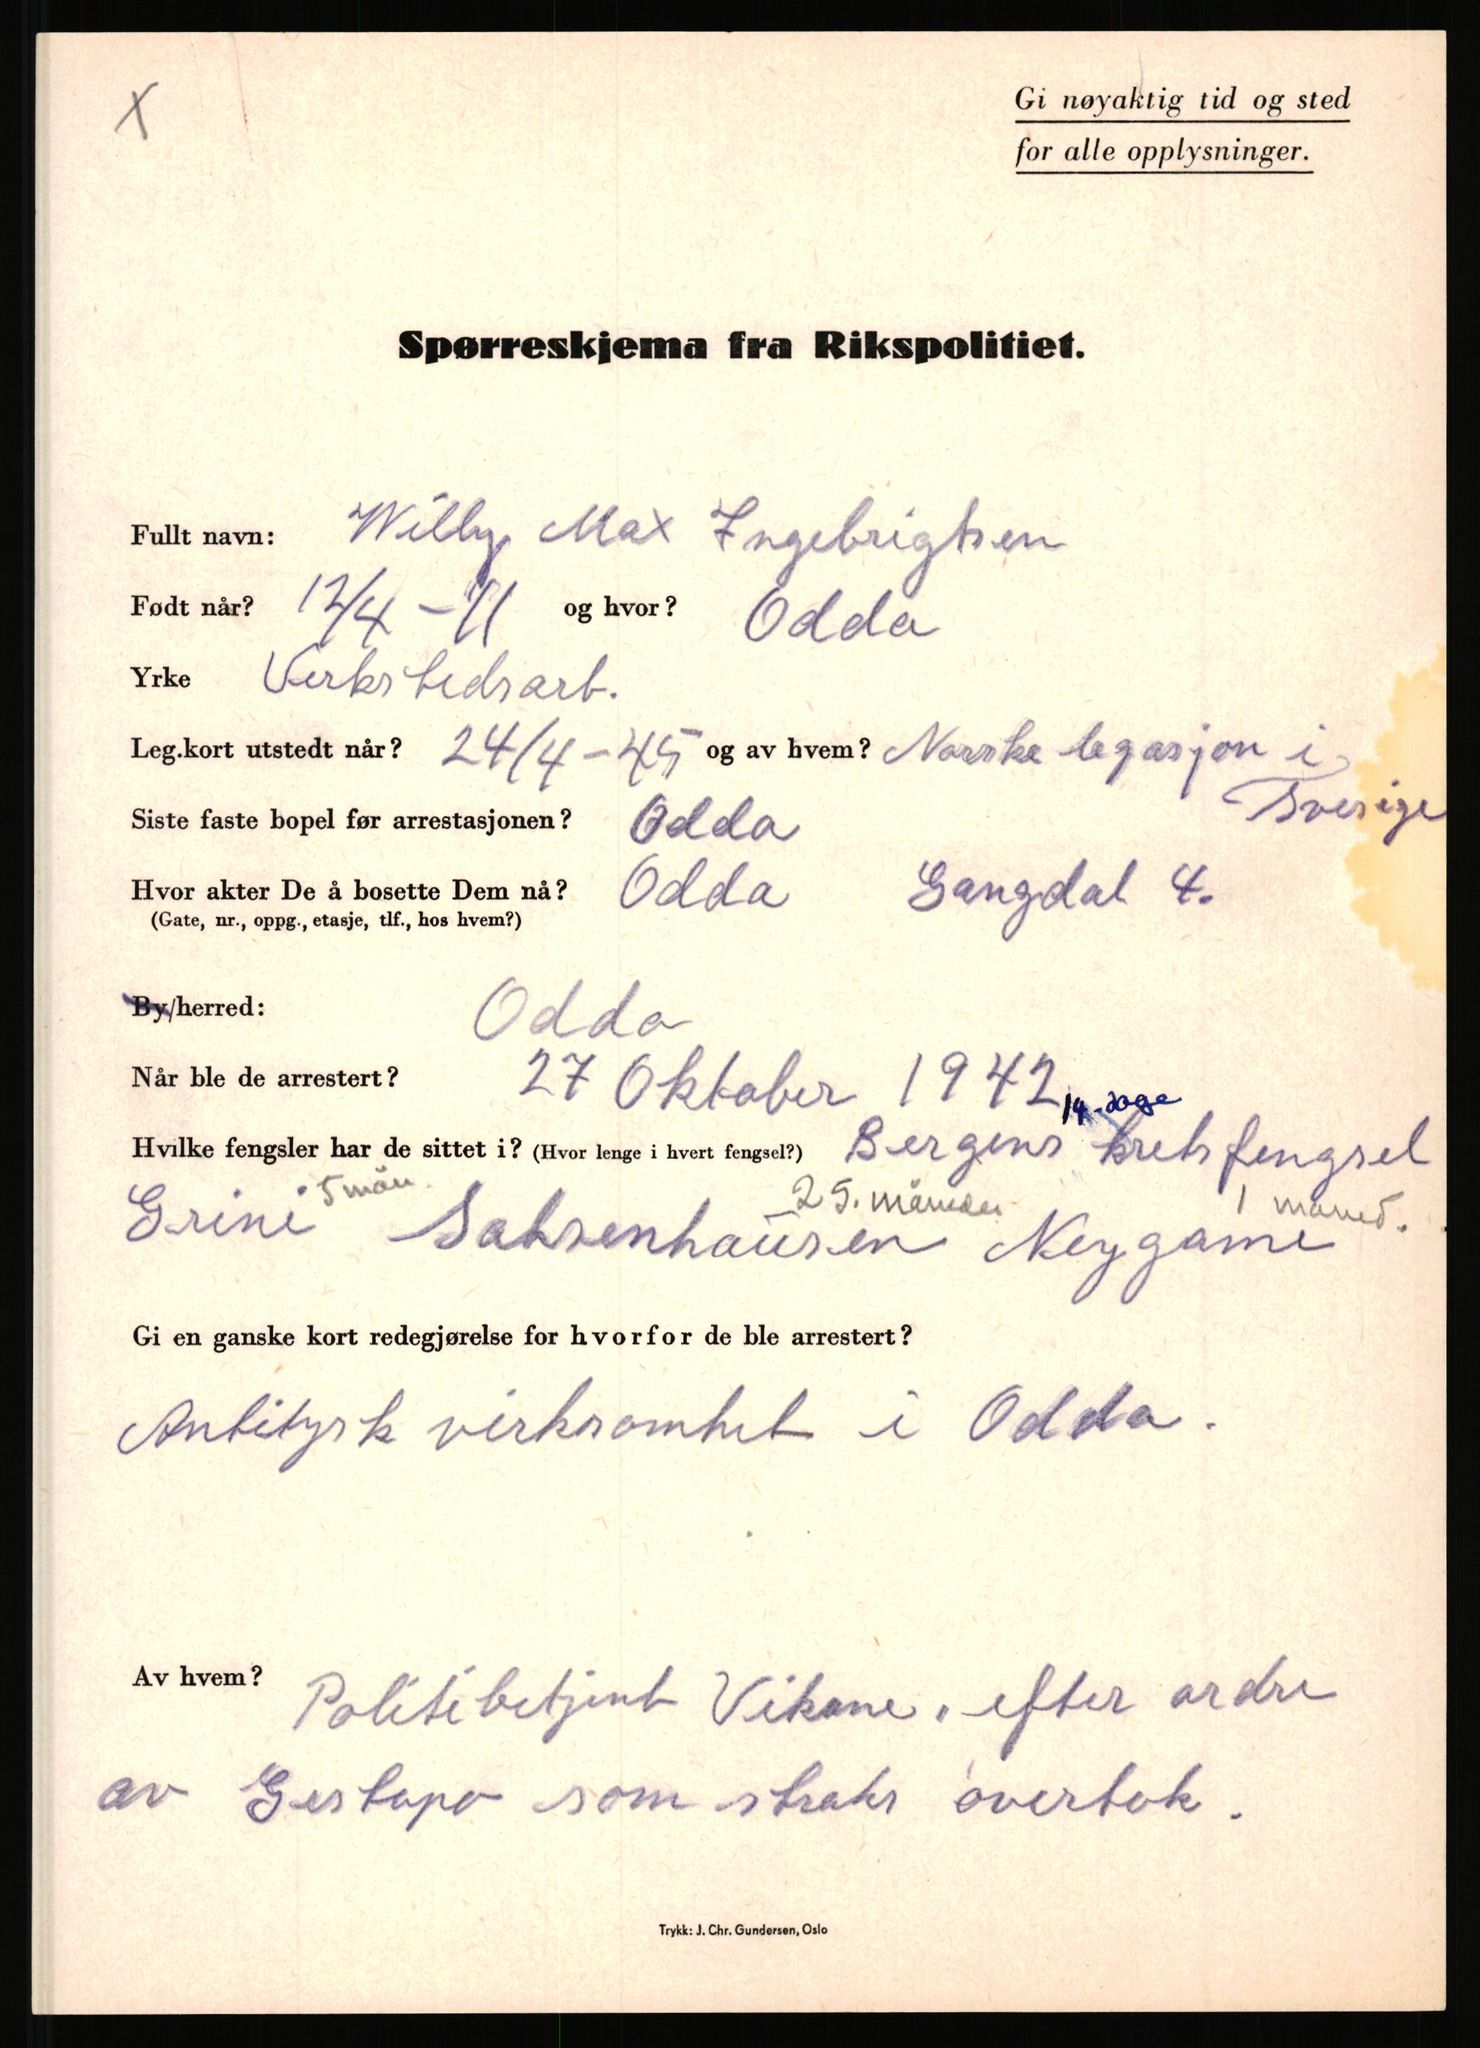 X
Gi nøyaktig tid og sted
for alle opplysninger.
Spørreskjema fra Rikspolitiet.
Fullt navn: Willy Max Ingebrigtsen
Født når? 12/4 - 11 og hvor? Odda
Yrke Verkstedsarb.
Leg.kort utstedt når? 24/4 - 45 og av hvem? Norske legasjon i
Sverige
Siste faste bopel før arrestasjonen? Odda
Hvor akter De å bosette Dem nå? Odda Gangdal 4.
(Gate, nr., oppg., etasje, tlf., hos hvem?)
By/herred: Odda
Når ble de arrestert? 27 Oktober 1942
14. dage
Hvilke fengsler har de sittet i? (Hvor lenge i hvert fengsel?) Bergens kretsfengsel
5 mån. 25. måneder 1 måned.
Grini Saksenhausen Neygame
Gi en ganske kort redegjørelse for hvorfor de ble arrestert?
Antitysk virksomhet i Odda.
Av hvem? Politibetjent Vikane, efter ordre
av Gestapo som straks overtok.
Trykk: J. Chr. Gundersen, Oslo